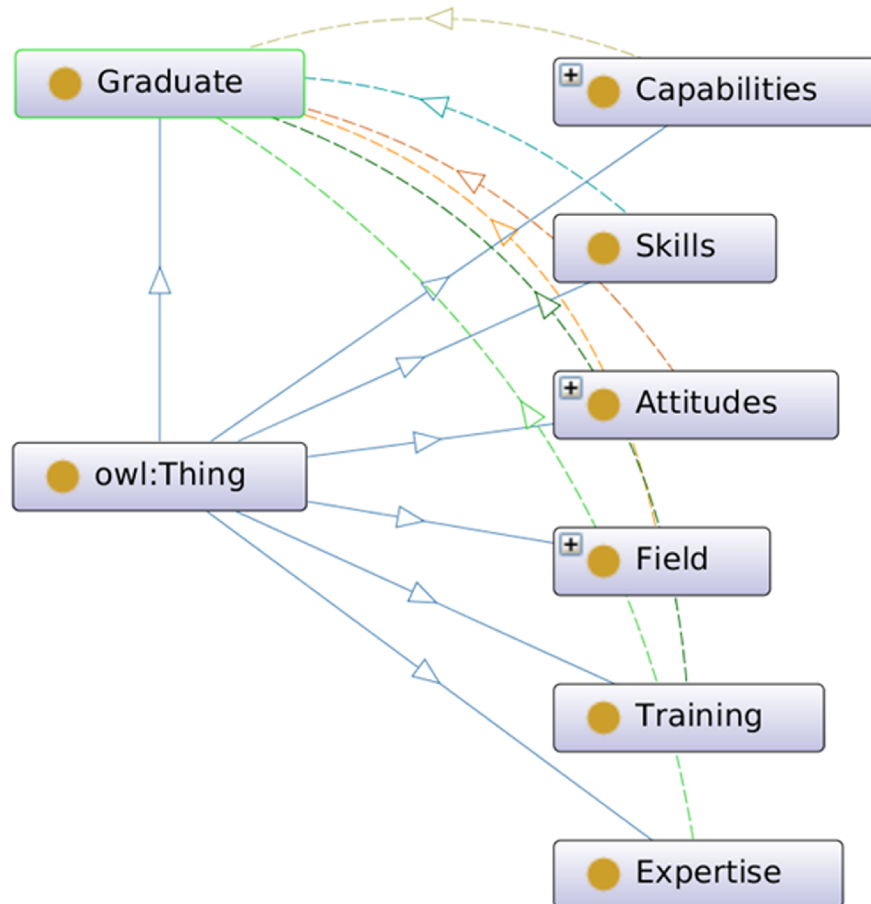 Graduate
Capabilities
Skills
Attitudes
owl:Thing
Field
Training
Expertise